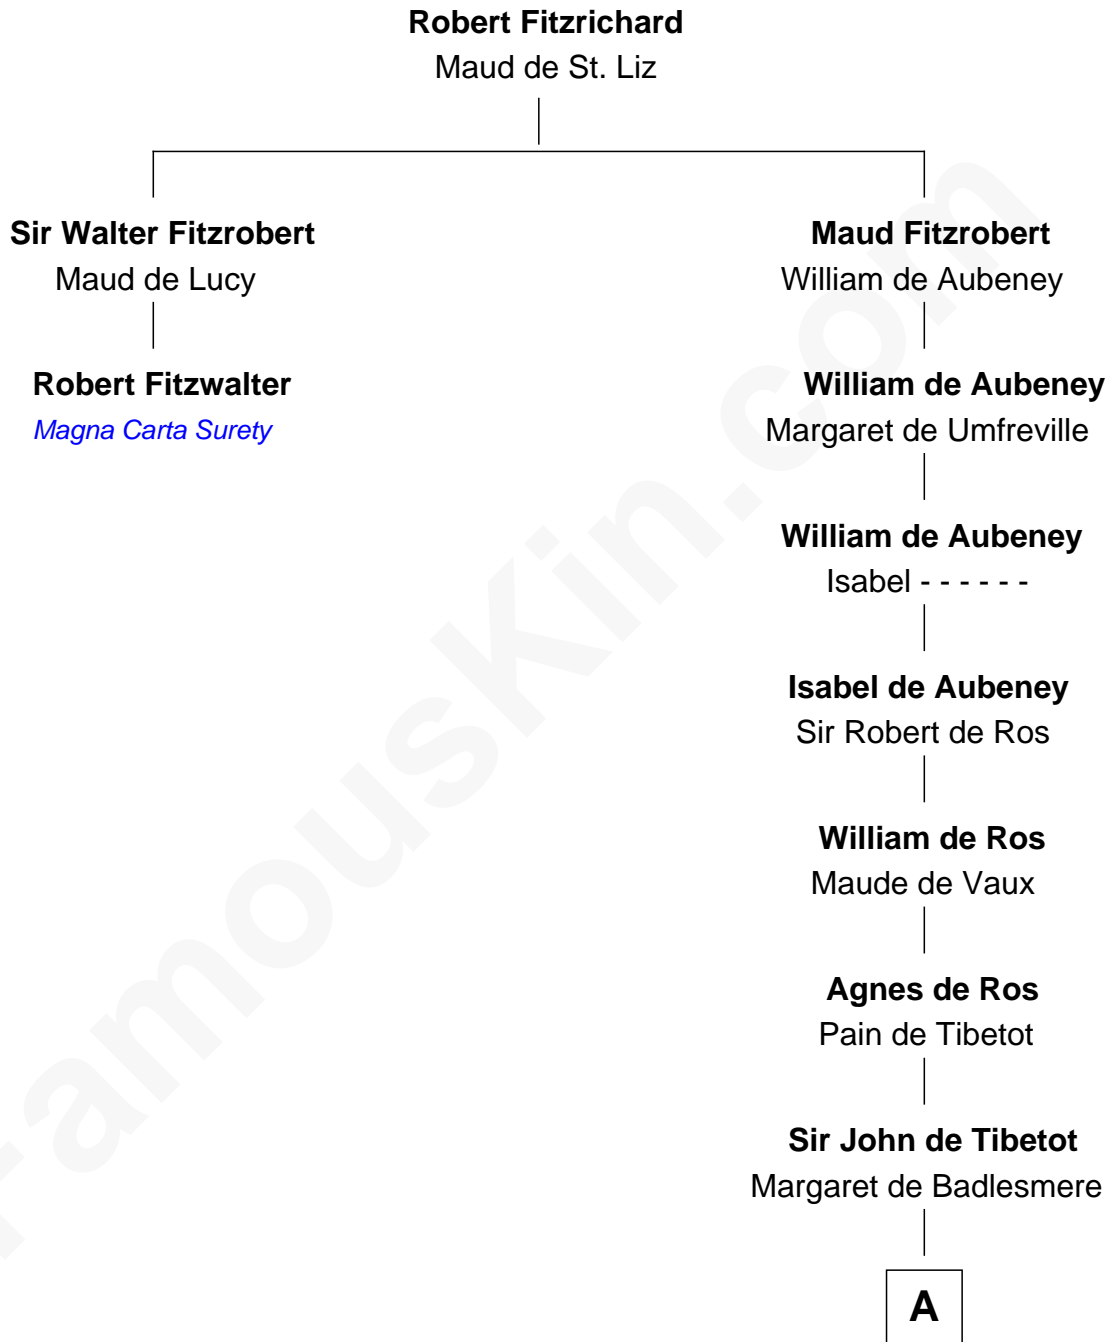 Robert Fitzrichard
Maud de St. Liz
Sir Walter Fitzrobert
Maud de Lucy
Robert Fitzwalter
Magna Carta Surety
Maud Fitzrobert
William de Aubeney
William de Aubeney
Margaret de Umfreville
William de Aubeney
Isabel - - - - - -
Isabel de Aubeney
Sir Robert de Ros
William de Ros
Maude de Vaux
Agnes de Ros
Pain de Tibetot
Sir John de Tibetot
Margaret de Badlesmere
A
FamousKin.com